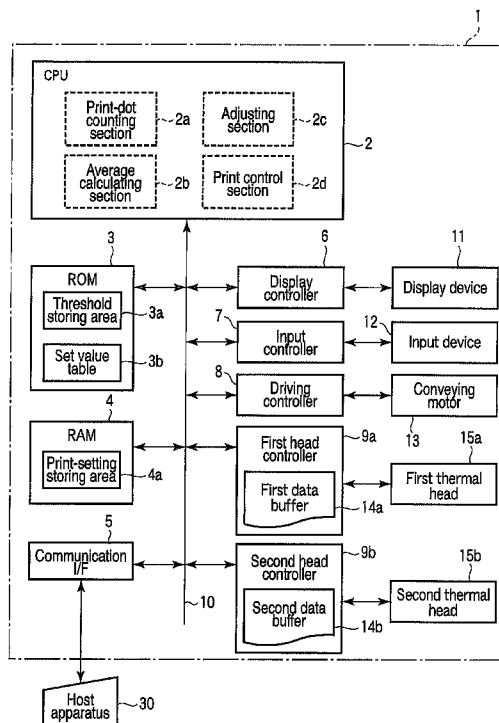 1
CPU
Print-dot
counting
section
2a
Adjusting
section
2c
2
Average
calculating
section
2b
Print control
section
2d
3
ROM
Threshold
storing area
3a
Set value
table
3b
4
RAM
Print-setting
storing area
4a
5
Communication
I/F
10
6
Display
controller
11
Display device
7
Input
controller
12
Input device
8
Driving
controller
Conveying
motor
13
9a
First head
controller
First data
buffer
14a
15a
First thermal
head
9b
Second head
controller
Second data
buffer
14b
15b
Second thermal
head
Host
apparatus
30